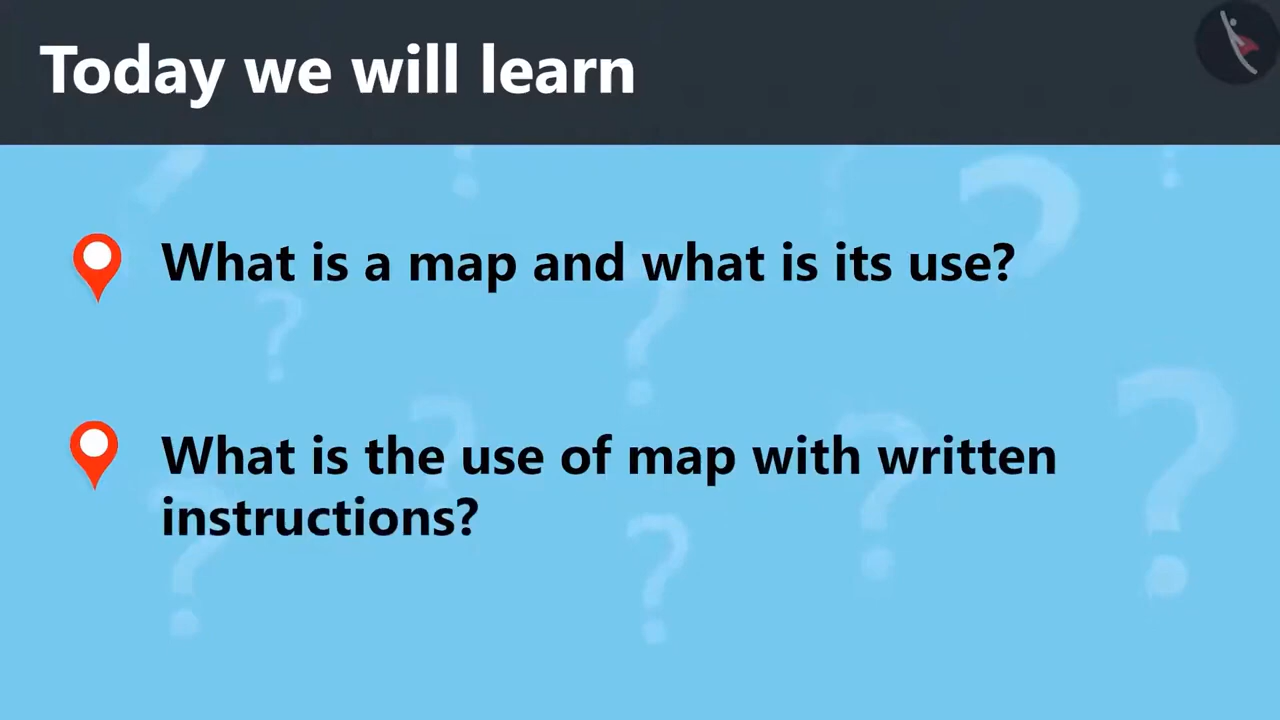 Today we will learn
What is a map and what is its use?
What is the use of map with written
instructions?